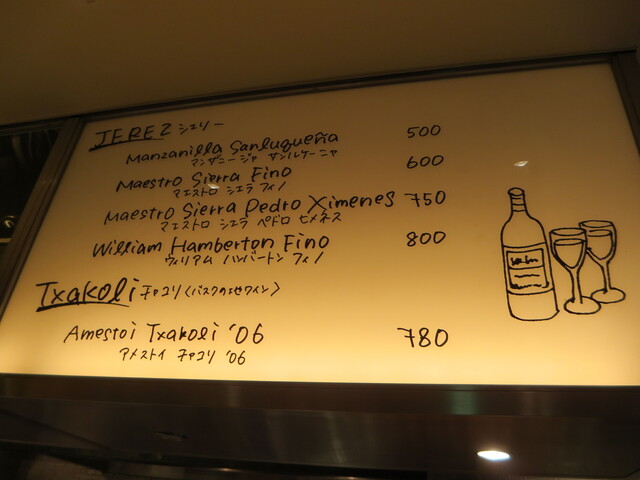 JEREZ シェリー
Manzanilla Sanluqueña 500
マンザニージャ サンルケーニャ
Maestro Sierra Fino 600
マエストロ シエラ フィノ
Maestro Sierra Pedro Ximenes 750
マエストロ シエラ ペドロ ヒメネス
William Hamberton Fino 800
ウィリアム ハンバートン フィノ
Txakoli チャコリ〈バスクの地ワイン〉
Amestoi Txakoli '06 780
アメストイ チャコリ '06